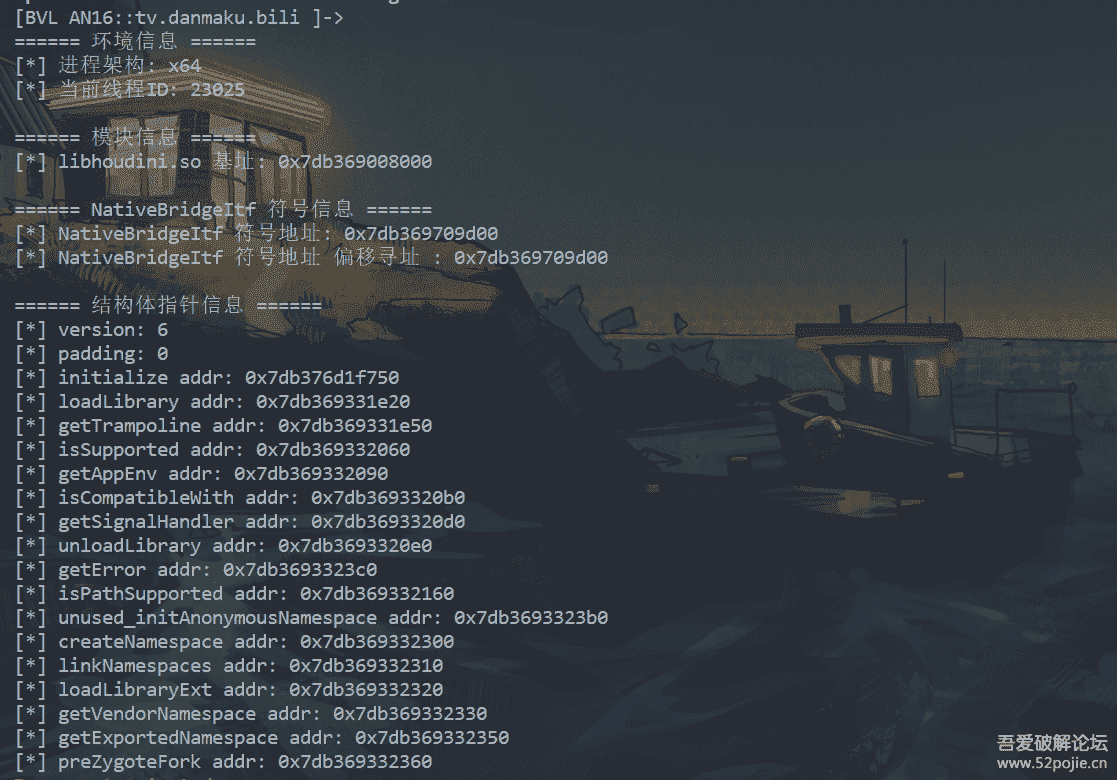 [BVL AN16::tv.danmaku.bili ]->
====== 环境信息 ======
[*] 进程架构: x64
[*] 当前线程ID: 23025
====== 模块信息 ======
[*] libhoudini.so 基址: 0x7db369008000
====== NativeBridgeItf 符号信息 ======
[*] NativeBridgeItf 符号地址: 0x7db369709d00
[*] NativeBridgeItf 符号地址 偏移寻址 : 0x7db369709d00
====== 结构体指针信息 ======
[*] version: 6
[*] padding: 0
[*] initialize addr: 0x7db376d1f750
[*] loadLibrary addr: 0x7db369331e20
[*] getTrampoline addr: 0x7db369331e50
[*] isSupported addr: 0x7db369332060
[*] getAppEnv addr: 0x7db369332090
[*] isCompatibleWith addr: 0x7db3693320b0
[*] getSignalHandler addr: 0x7db3693320d0
[*] unloadLibrary addr: 0x7db3693320e0
[*] getError addr: 0x7db3693323c0
[*] isPathSupported addr: 0x7db369332160
[*] unused_initAnonymousNamespace addr: 0x7db3693323b0
[*] createNamespace addr: 0x7db369332300
[*] linkNamespaces addr: 0x7db369332310
[*] loadLibraryExt addr: 0x7db369332320
[*] getVendorNamespace addr: 0x7db369332330
[*] getExportedNamespace addr: 0x7db369332350
[*] preZygoteFork addr: 0x7db369332360
吾爱破解论坛
www.52pojie.cn